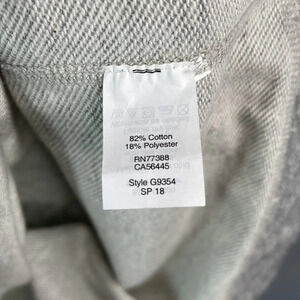 82% Cotton
18% Polyester
RN77388
CA56445
Style G9354
SP 18